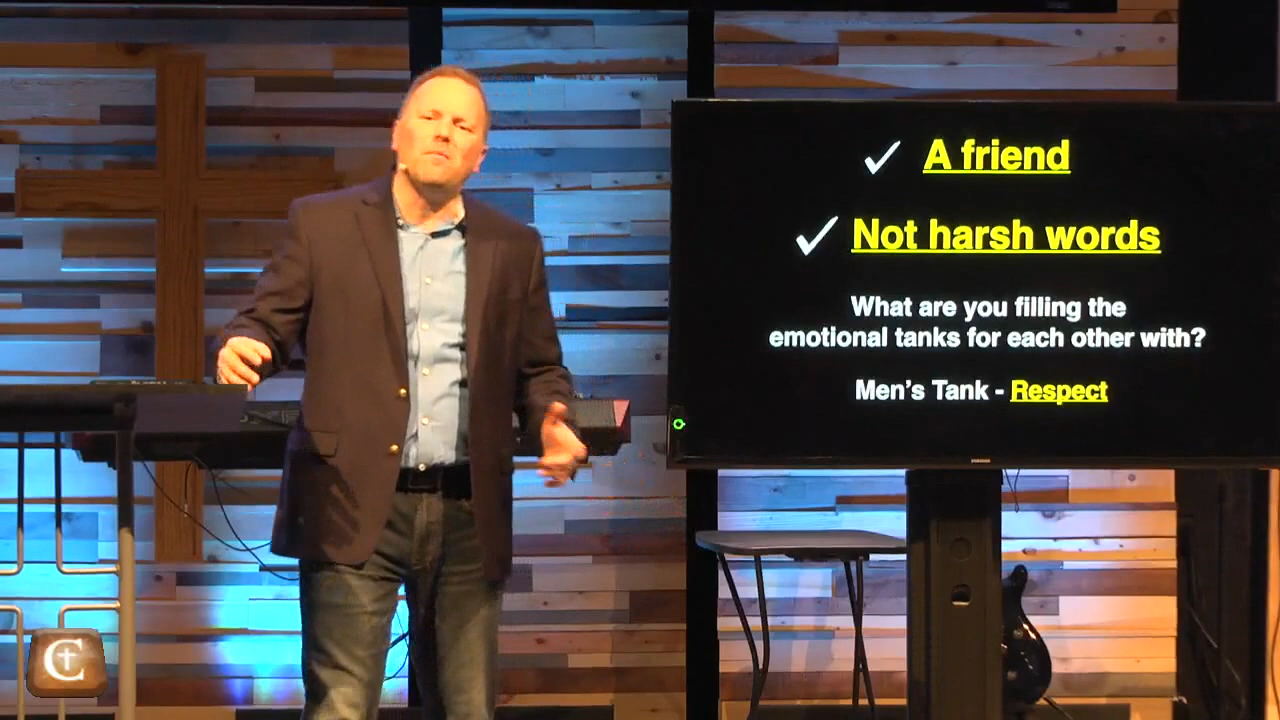 ✓ A friend
✓ Not harsh words
What are you filling the
emotional tanks for each other with?
Men's Tank - Respect
C